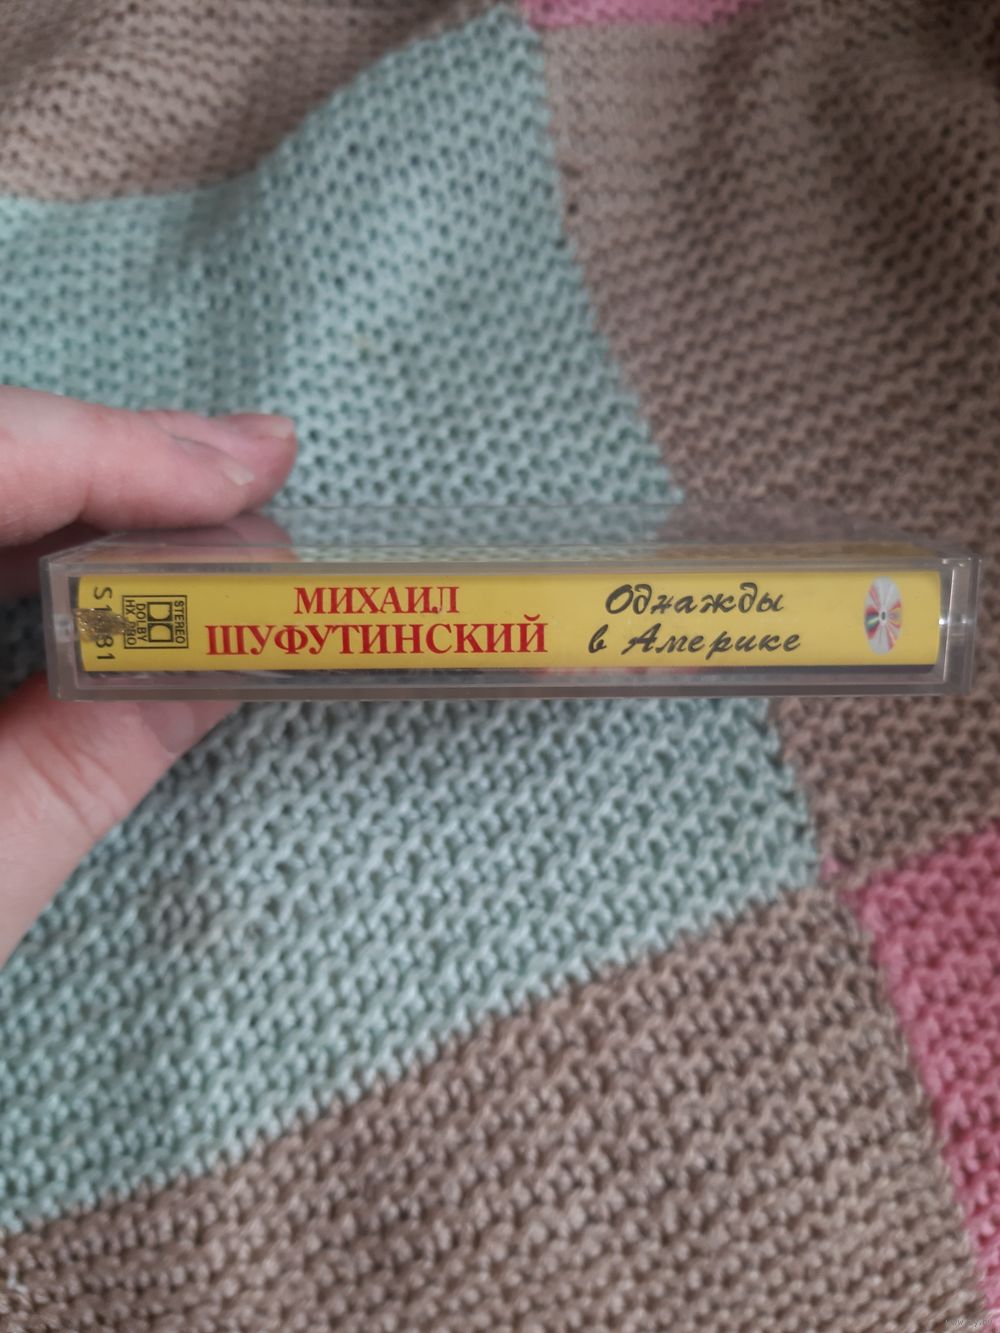 STEREO
DOLBY
МИХАИЛ
ШУФУТИНСКИЙ
Однажды
в Америке